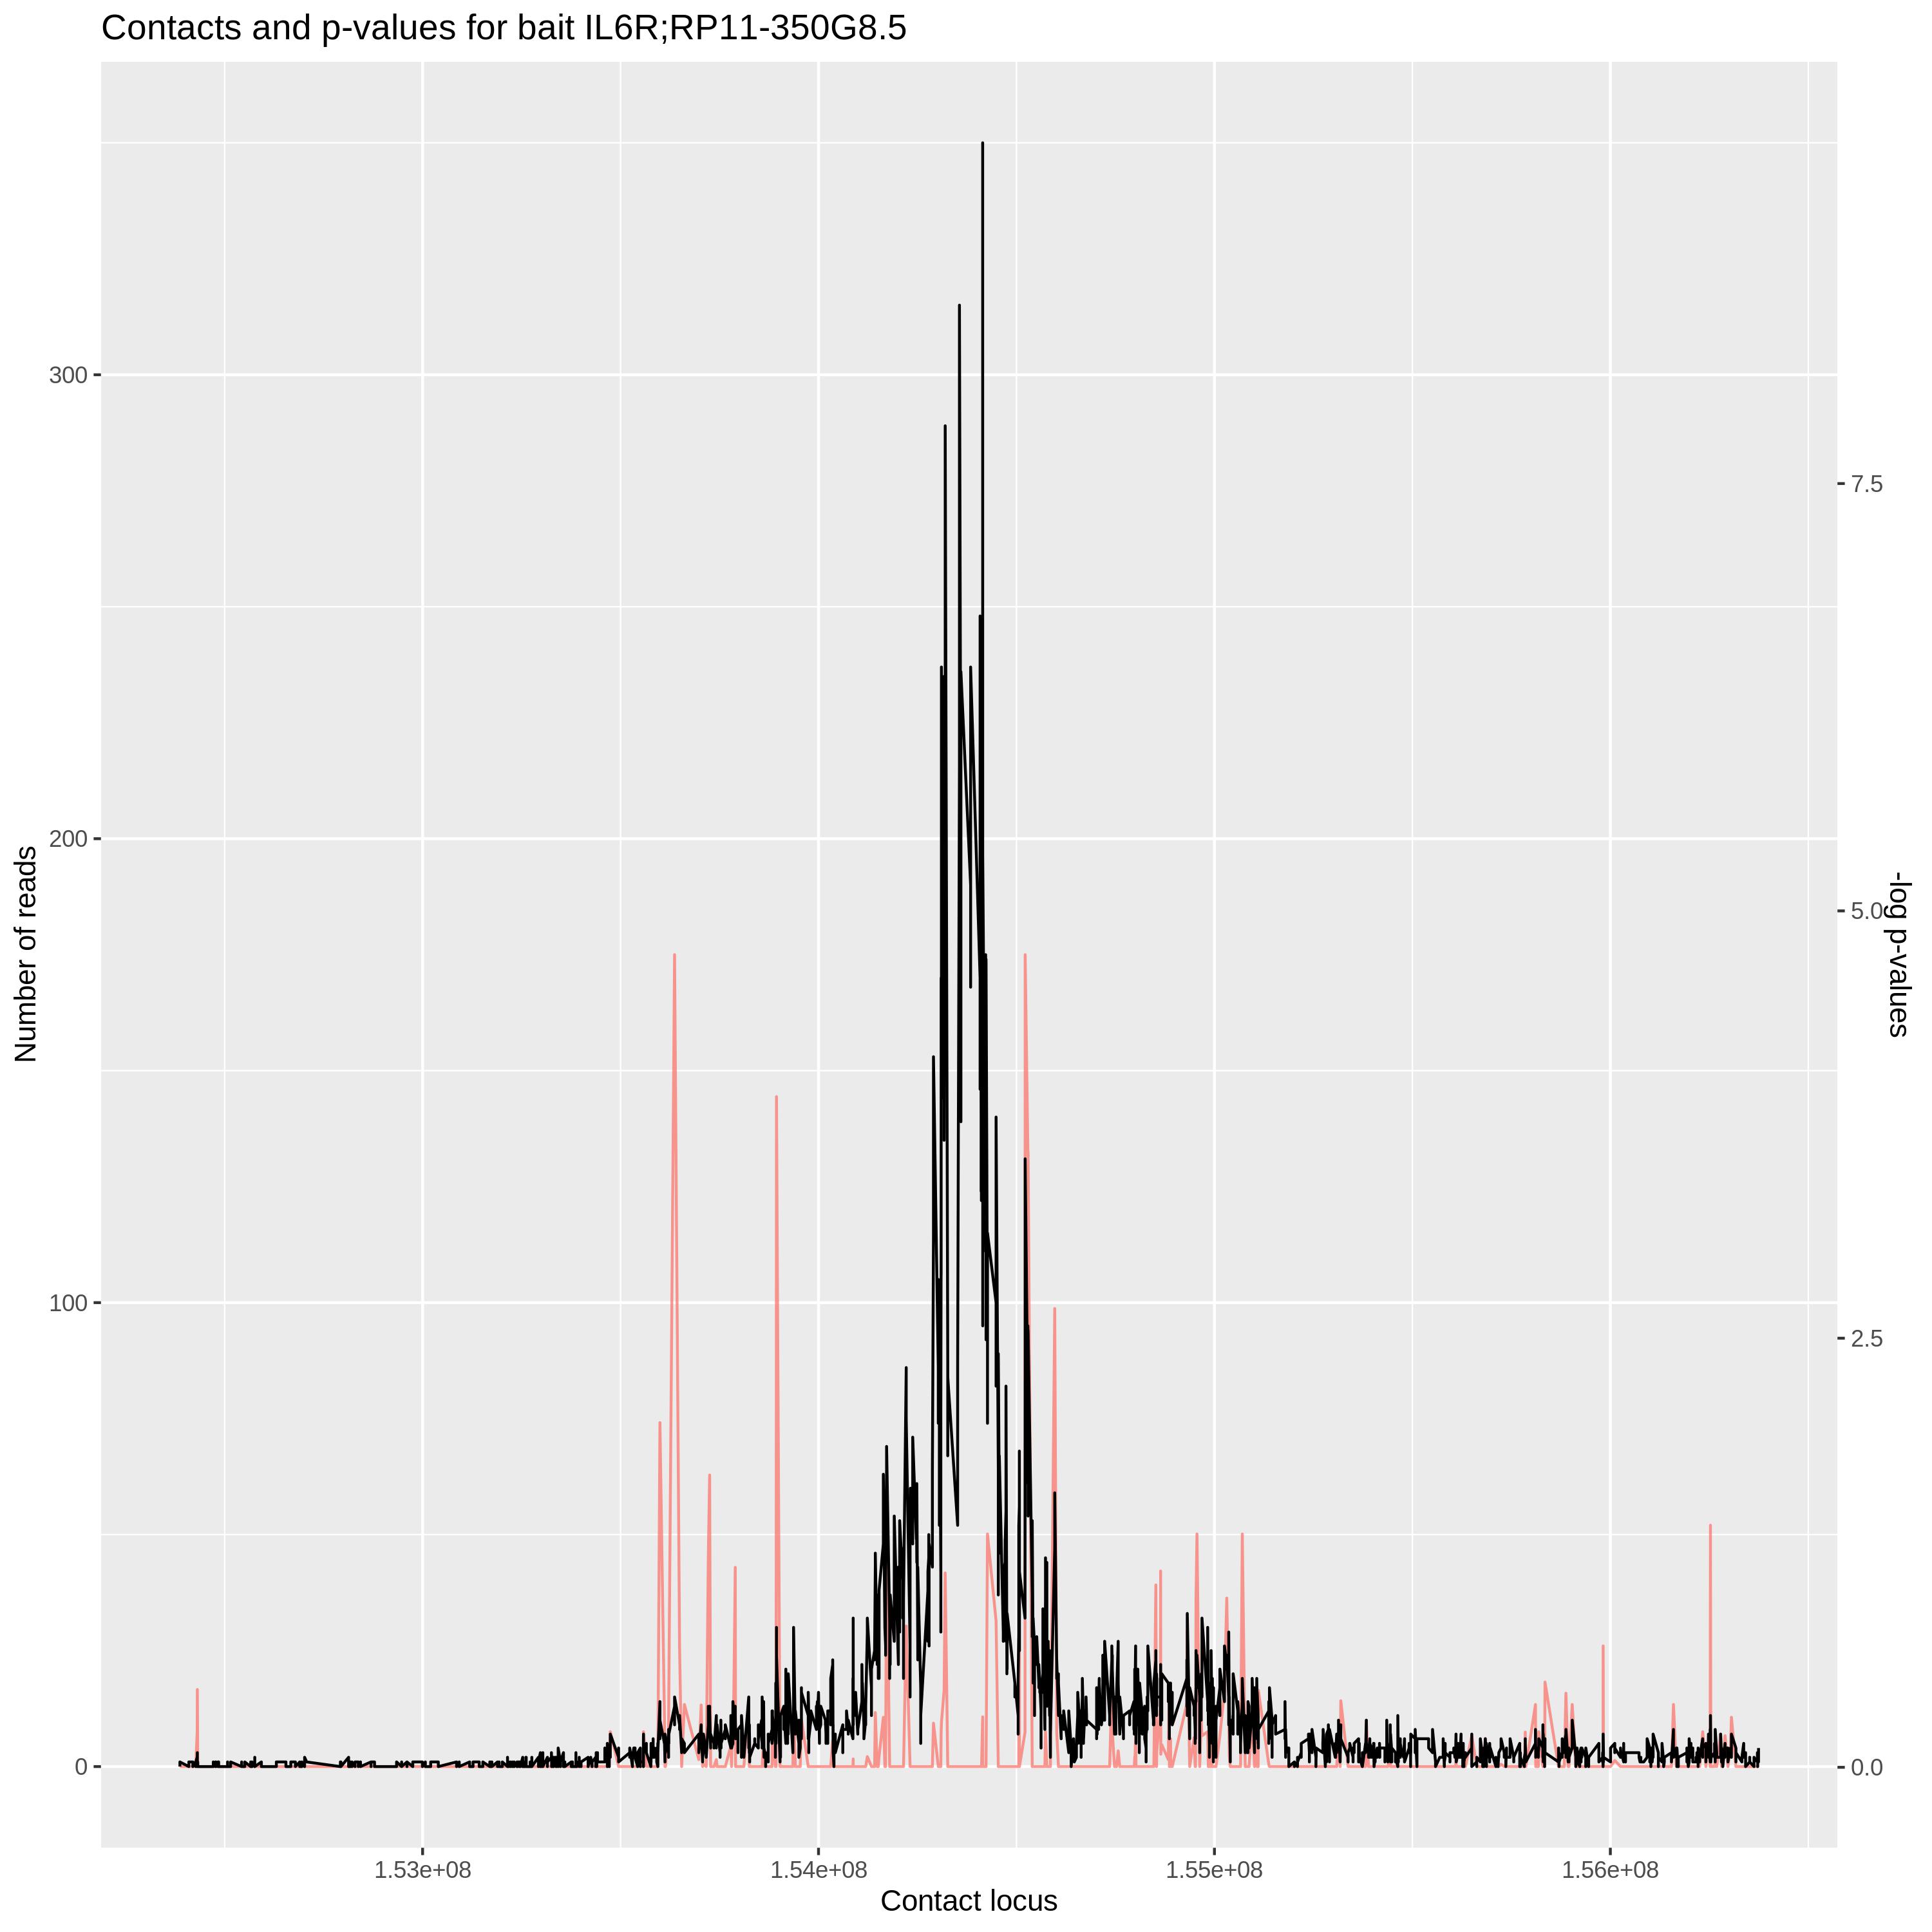 Contacts and p-values for bait IL6R;RP11-350G8.5
300
200
100
0
Number of reads
7.5
5.0
2.5
0.0
-log p-values
1.53e+08
1.54e+08
1.55e+08
1.56e+08
Contact locus